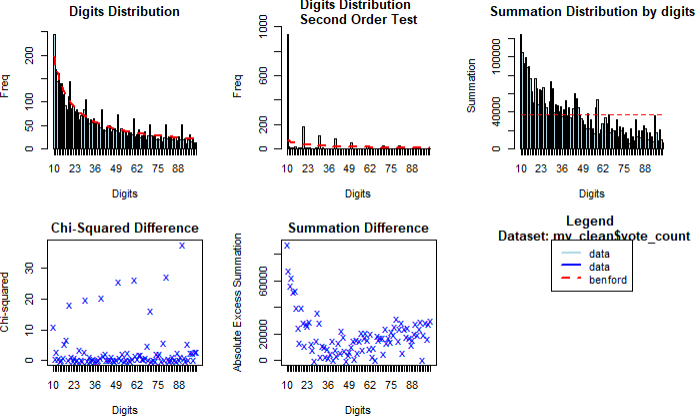 Digits Distribution
Freq
0 50 100 200
10 23 36 49 62 75 88
Digits
Digits Distribution
Second Order Test
Freq
0 200 600 1000
10 23 36 49 62 75 88
Digits
Summation Distribution by digits
Summation
0 40000 100000
10 23 36 49 62 75 88
Digits
Chi-Squared Difference
Chi-squared
0 10 20 30
10 23 36 49 62 75 88
Digits
Summation Difference
Absolute Excess Summation
0 20000 60000
10 23 36 49 62 75 88
Digits
Legend
Dataset: mv_clean$vote_count
data
data
benford